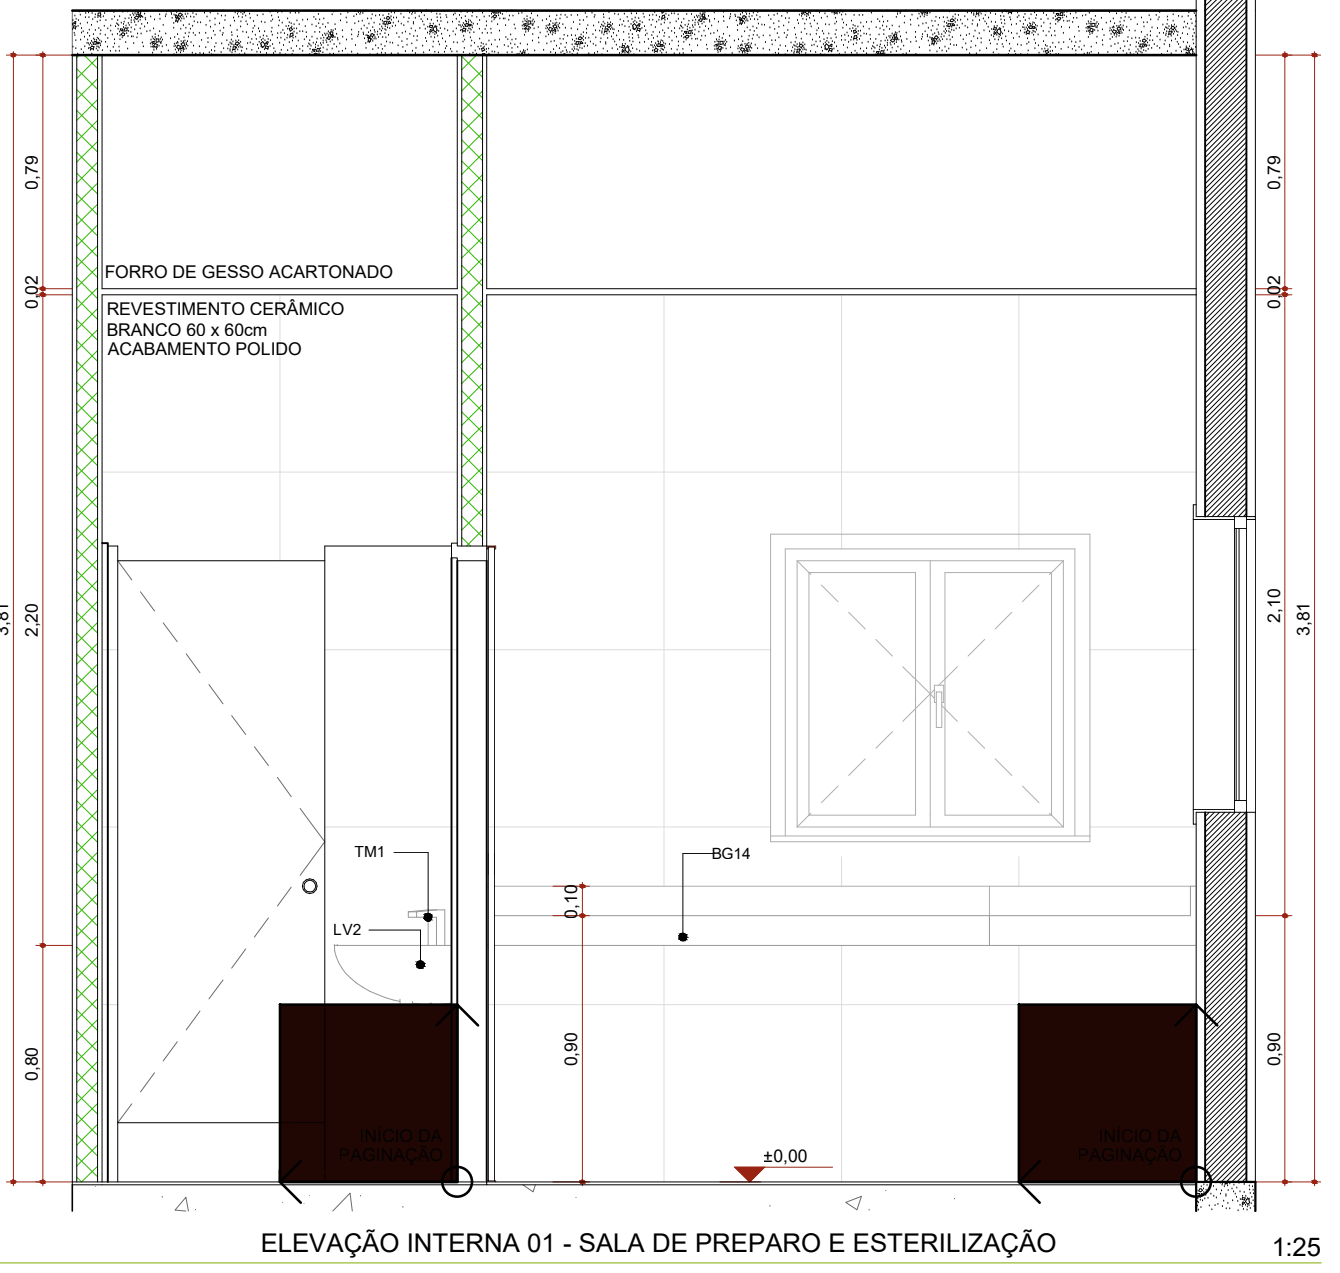 0,79
0,02
2,20
3,81
0,80
FORRO DE GESSO ACARTONADO
REVESTIMENTO CERÂMICO
BRANCO 60 x 60cm
ACABAMENTO POLIDO
TM1
LV2
BG14
0,10
0,90
INÍCIO DA
PAGINAÇÃO
±0,00
INÍCIO DA
PAGINAÇÃO
0,79
0,02
2,10
3,81
0,90
ELEVAÇÃO INTERNA 01 - SALA DE PREPARO E ESTERILIZAÇÃO
1:25